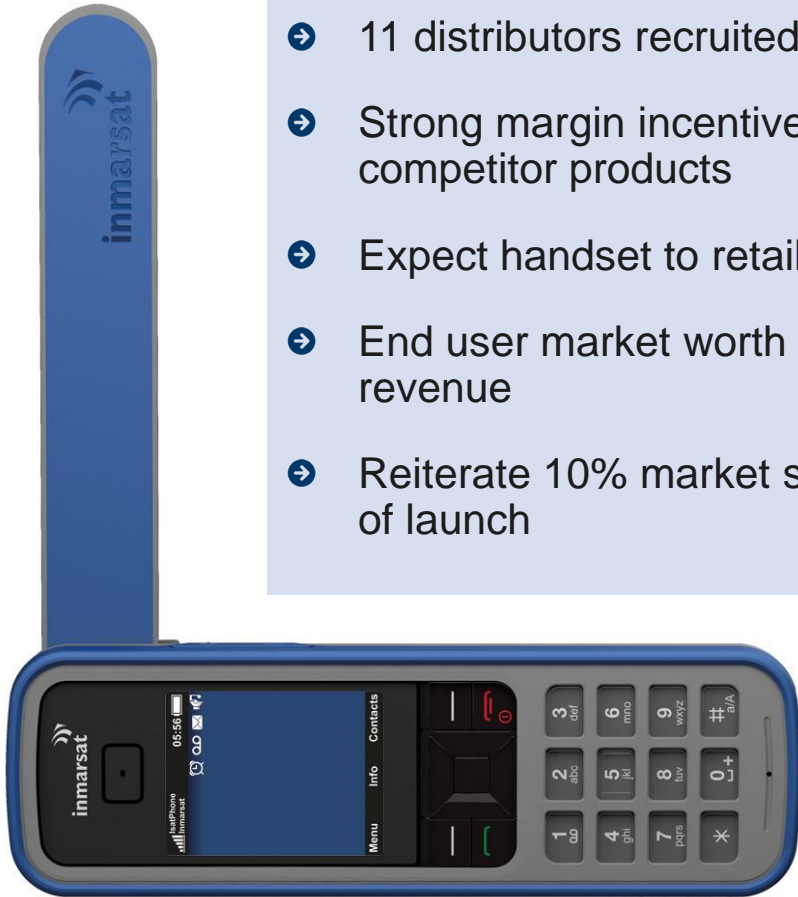 11 distributors recruited
Strong margin incentive
competitor products
Expect handset to retail
End user market worth
revenue
Reiterate 10% market s
of launch
inmarsat
inmarsat
IsatPhone
Inmarsat
05:56
Menu Info Contacts
1 2 abc 3 def
4 ghi 5 jkl 6 mno
7 pqrs 8 tuv 9 wxyz
* 0 + # a/A